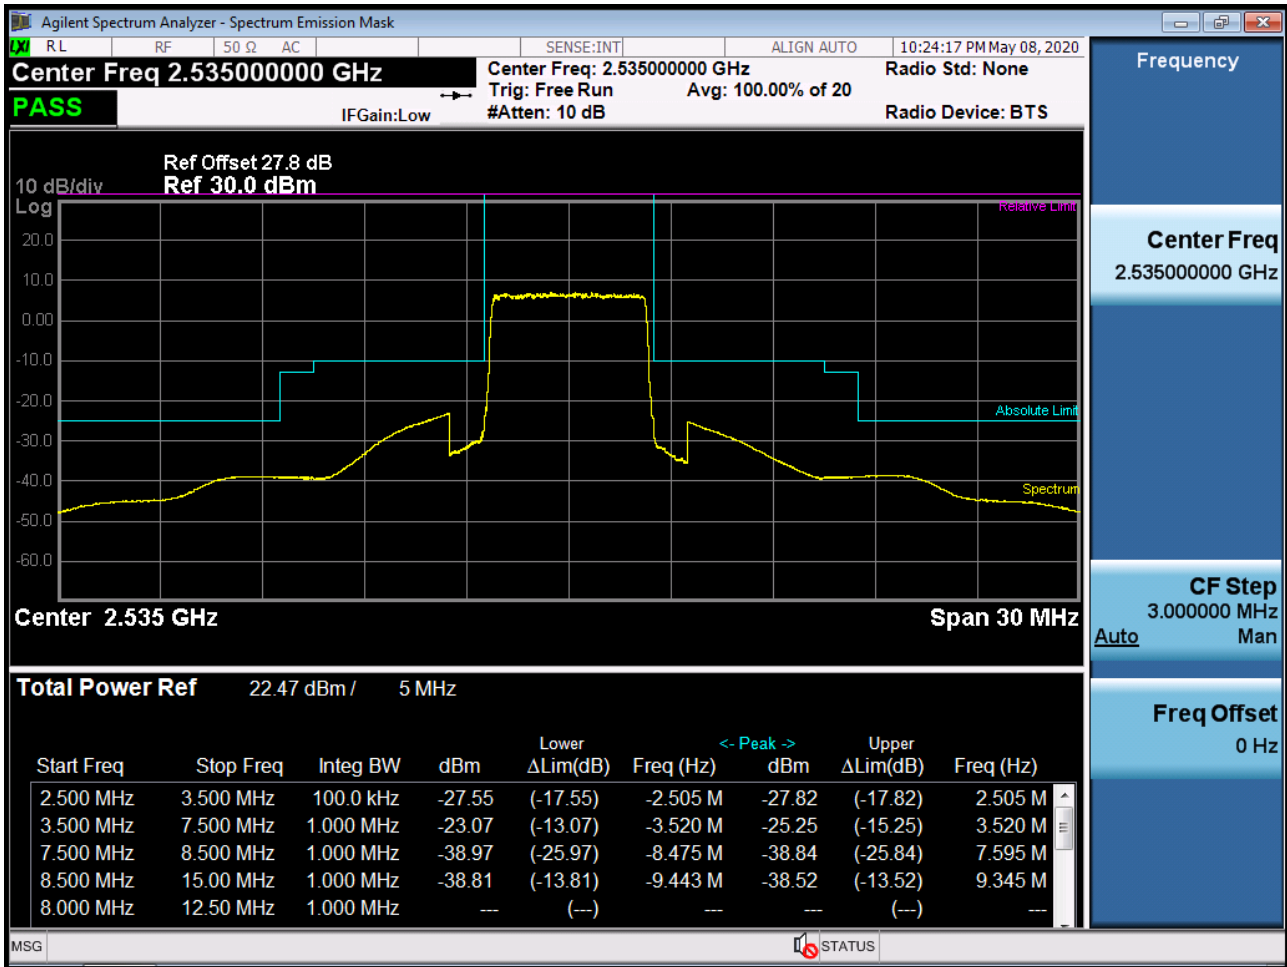 Agilent Spectrum Analyzer - Spectrum Emission Mask
LXI RL RF 50 Ω AC SENSE:INT ALIGN AUTO 10:24:17 PM May 08, 2020
Center Freq 2.535000000 GHz
Center Freq: 2.535000000 GHz Radio Std: None
Trig: Free Run Avg: 100.00% of 20
PASS
IFGain:Low #Atten: 10 dB Radio Device: BTS
Ref Offset 27.8 dB
10 dB/div Ref 30.0 dBm
Log
Relative Limit
20.0
10.0
0.00
-10.0
-20.0
Absolute Limit
-30.0
-40.0
Spectrum
-50.0
-60.0
Center 2.535 GHz Span 30 MHz
Total Power Ref 22.47 dBm / 5 MHz
Lower <- Peak -> Upper
Start Freq Stop Freq Integ BW dBm ΔLim(dB) Freq (Hz) dBm ΔLim(dB) Freq (Hz)
2.500 MHz 3.500 MHz 100.0 kHz -27.55 (-17.55) -2.505 M -27.82 (-17.82) 2.505 M
3.500 MHz 7.500 MHz 1.000 MHz -23.07 (-13.07) -3.520 M -25.25 (-15.25) 3.520 M
7.500 MHz 8.500 MHz 1.000 MHz -38.97 (-25.97) -8.475 M -38.84 (-25.84) 7.595 M
8.500 MHz 15.00 MHz 1.000 MHz -38.81 (-13.81) -9.443 M -38.52 (-13.52) 9.345 M
8.000 MHz 12.50 MHz 1.000 MHz --- (---) --- --- (---) ---
MSG STATUS
Frequency
Center Freq
2.535000000 GHz
CF Step
3.000000 MHz
Auto Man
Freq Offset
0 Hz